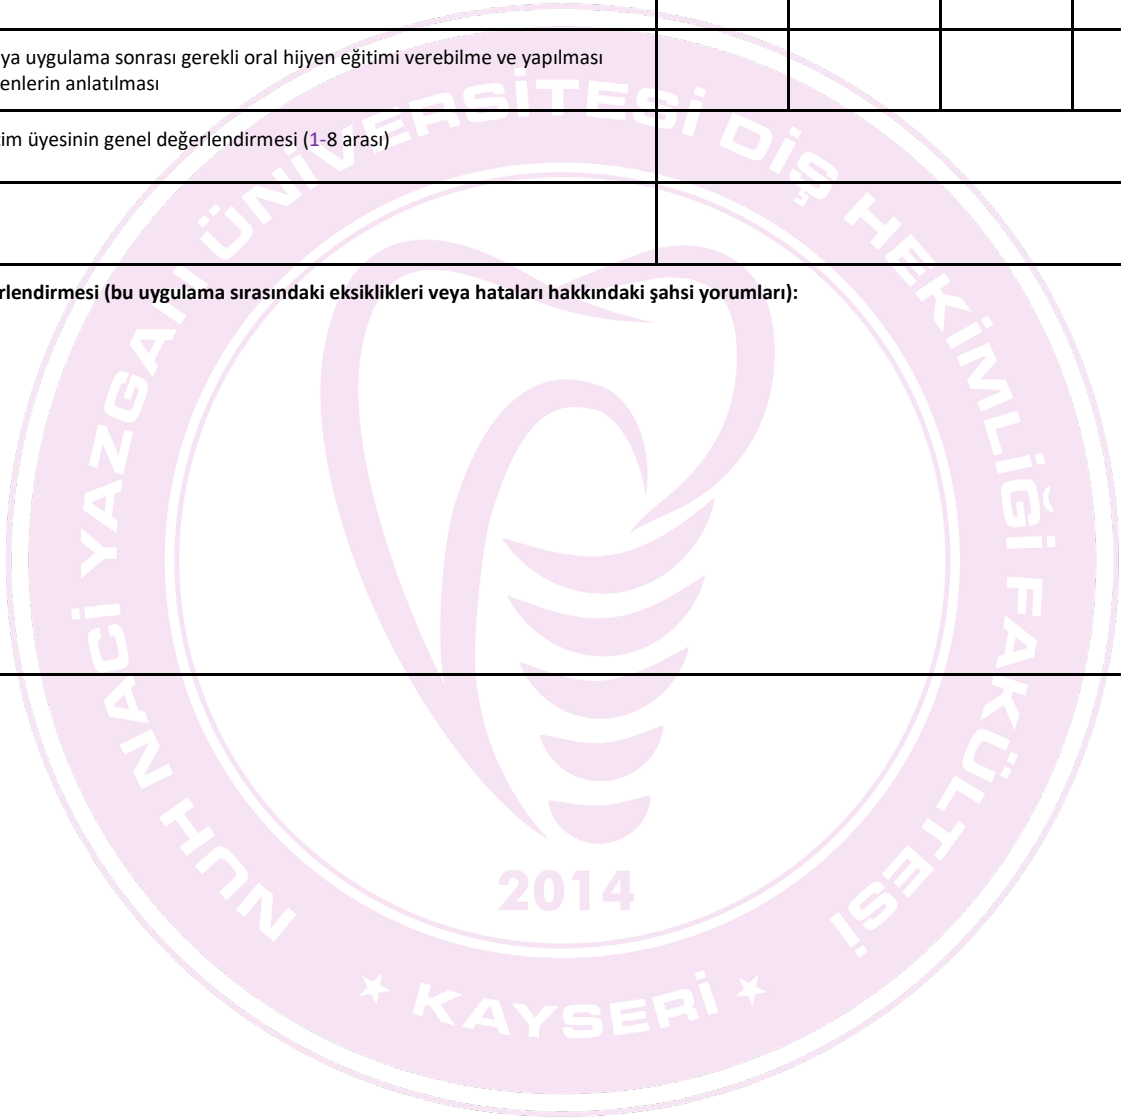 ya uygulama sonrası gerekli oral hijyen eğitimi verebilme ve yapılması
enlerin anlatılması
tim üyesinin genel değerlendirmesi (1-8 arası)
rlendirmesi (bu uygulama sırasındaki eksiklikleri veya hataları hakkındaki şahsi yorumları):
NUH NACİ YAZGAN ÜNİVERSİTESİ DİŞ HEKİMLİĞİ FAKÜLTESİ
2014
KAYSERİ